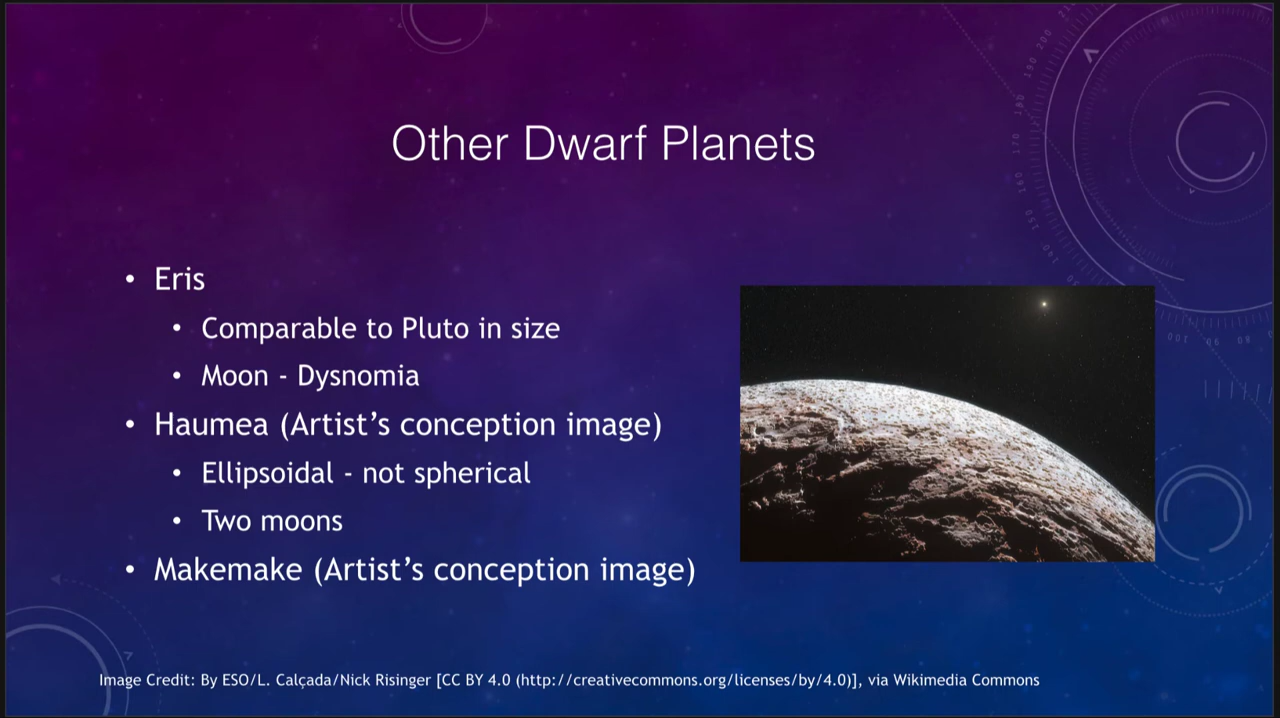 Other Dwarf Planets
• Eris
• Comparable to Pluto in size
• Moon - Dysnomia
• Haumea (Artist’s conception image)
• Ellipsoidal - not spherical
• Two moons
• Makemake (Artist’s conception image)
Image Credit: By ESO/L. Calçada/Nick Risinger [CC BY 4.0 (http://creativecommons.org/licenses/by/4.0)], via Wikimedia Commons